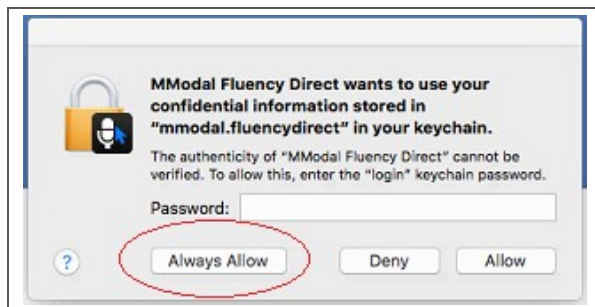 MModal Fluency Direct wants to use your
confidential information stored in
“mmodal.fluencydirect” in your keychain.
The authenticity of “MModal Fluency Direct” cannot be
verified. To allow this, enter the “login” keychain password.
Password:
? Always Allow Deny Allow